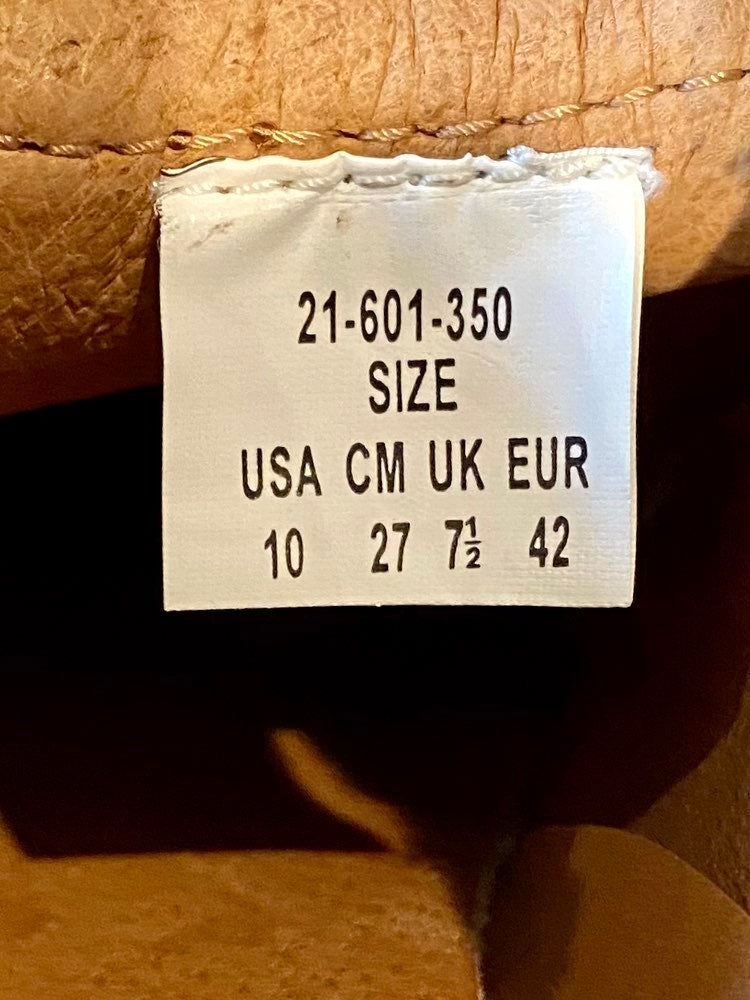 21-601-350
SIZE
USA CM UK EUR
10 27 7½ 42